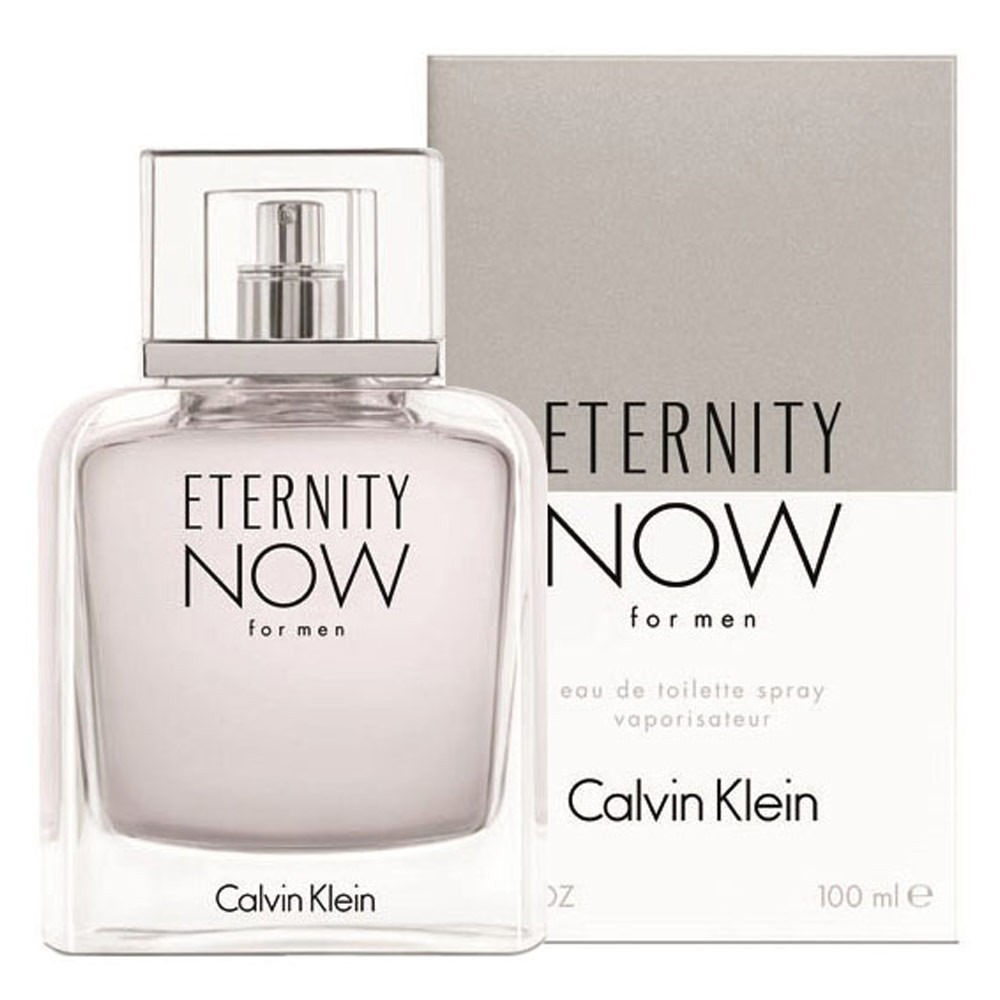 ETERNITY
NOW
for men
Calvin Klein
ETERNITY
NOW
for men
eau de toilette spray
vaporisateur
Calvin Klein
OZ
100 ml ℮